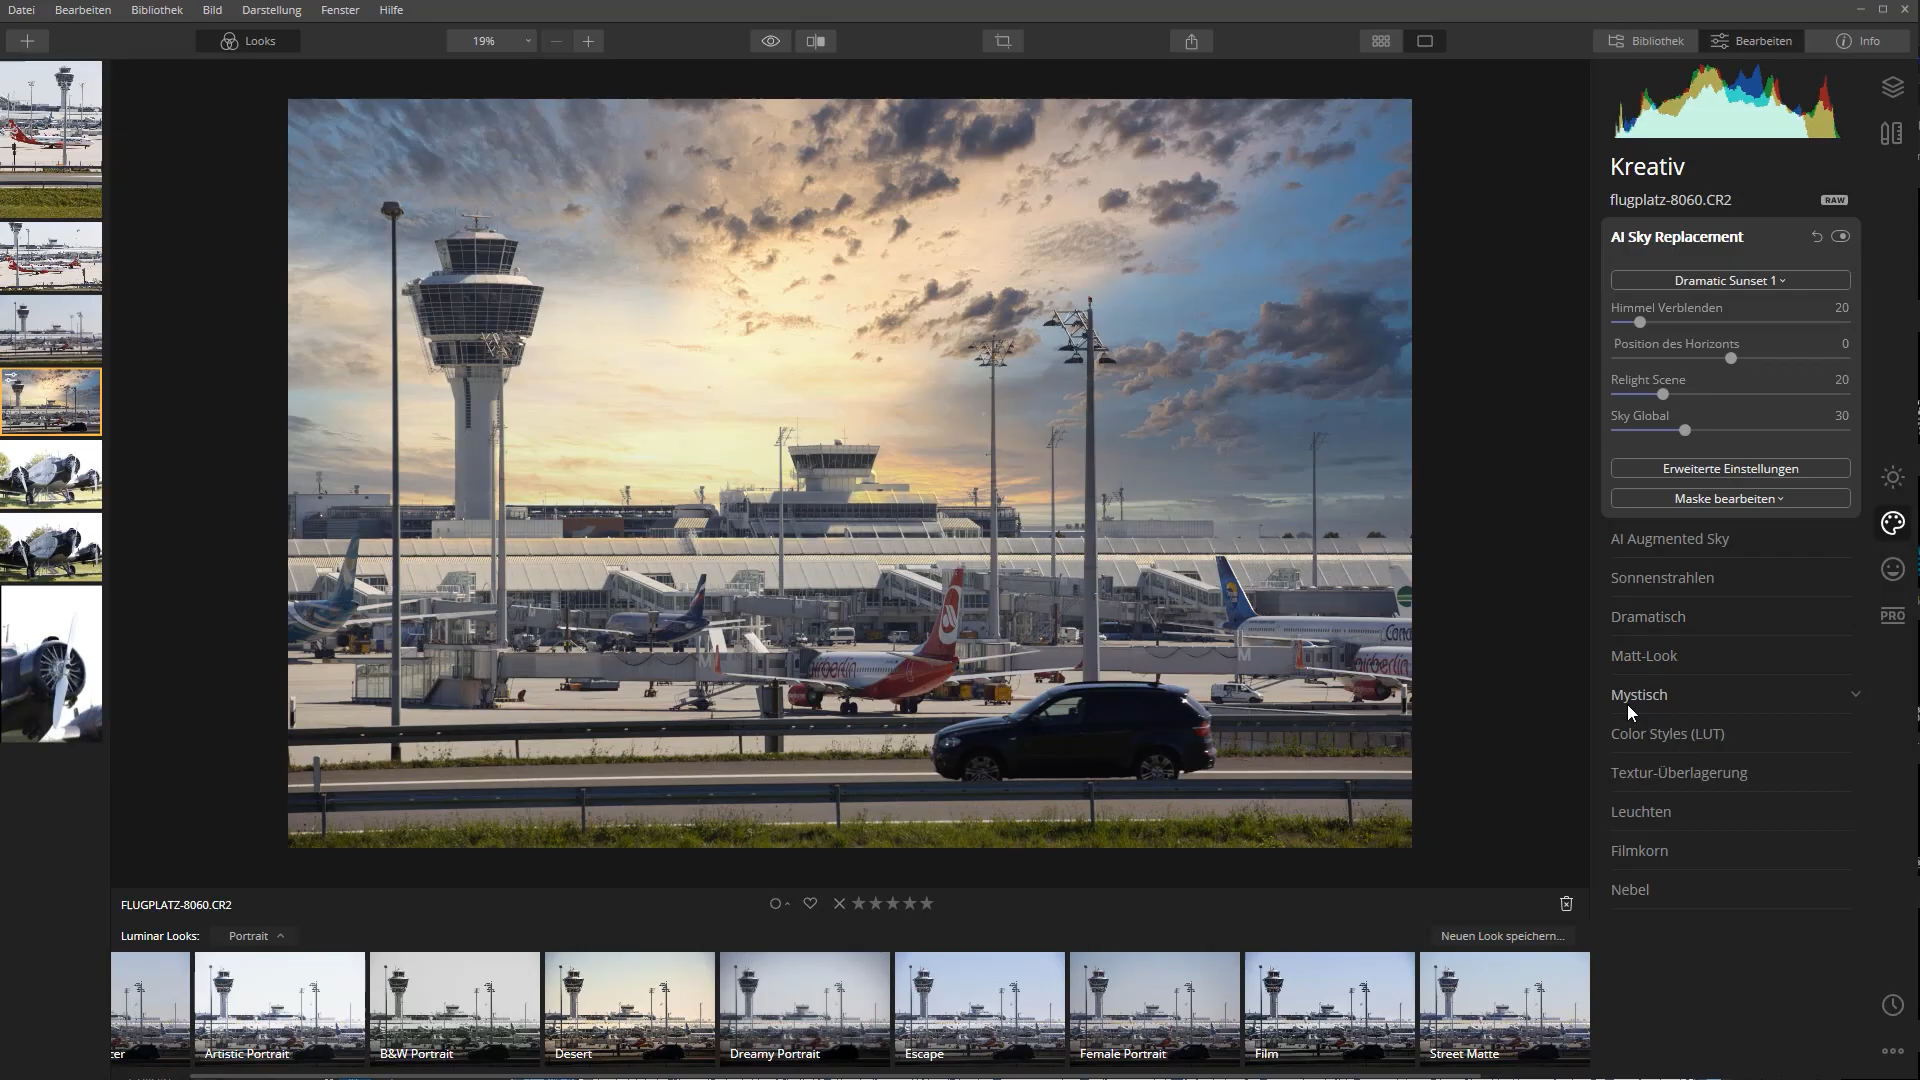 Datei Bearbeiten Bibliothek Bild Darstellung Fenster Hilfe
Looks 19% Bibliothek Bearbeiten Info
Kreativ
flugplatz-8060.CR2 RAW
AI Sky Replacement
Dramatic Sunset 1
Himmel Verblenden 20
Position des Horizonts 0
Relight Scene 20
Sky Global 30
Erweiterte Einstellungen
Maske bearbeiten
AI Augmented Sky
Sonnenstrahlen
Dramatisch
PRO
Matt-Look
Mystisch
Color Styles (LUT)
Textur-Überlagerung
Leuchten
Filmkorn
Nebel
airberlin
airberlin
M
M
FLUGPLATZ-8060.CR2
Luminar Looks: Portrait Neuen Look speichern...
Artistic Portrait B&W Portrait Desert Dreamy Portrait Escape Female Portrait Film Street Matte